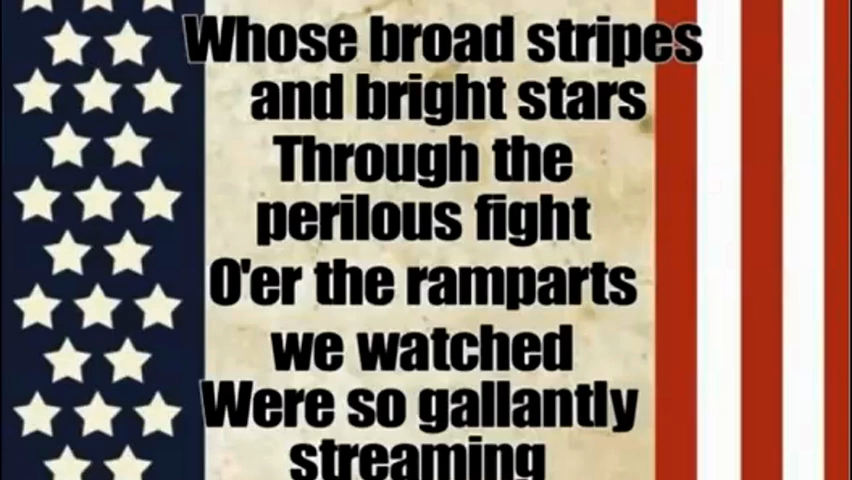 Whose broad stripes
and bright stars
Through the
perilous fight
O'er the ramparts
we watched
Were so gallantly
streaming